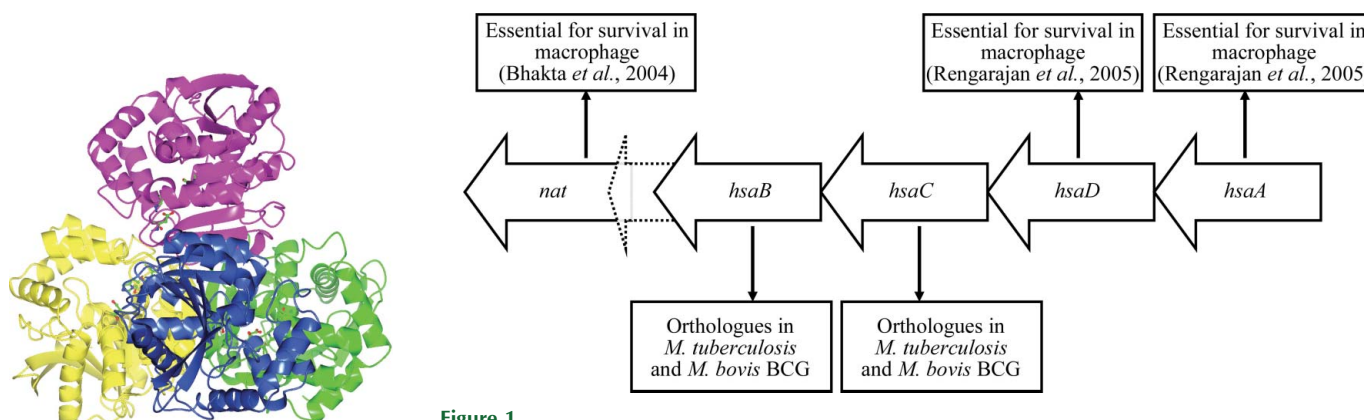 Essential for survival in
macrophage
(Bhakta et al., 2004)
Essential for survival in
macrophage
(Rengarajan et al., 2005)
Essential for survival in
macrophage
(Rengarajan et al., 2005
nat
hsaB
hsaC
hsaD
hsaA
Orthologues in
M. tuberculosis
and M. bovis BCG
Orthologues in
M. tuberculosis
and M. bovis BCG
Figure 1